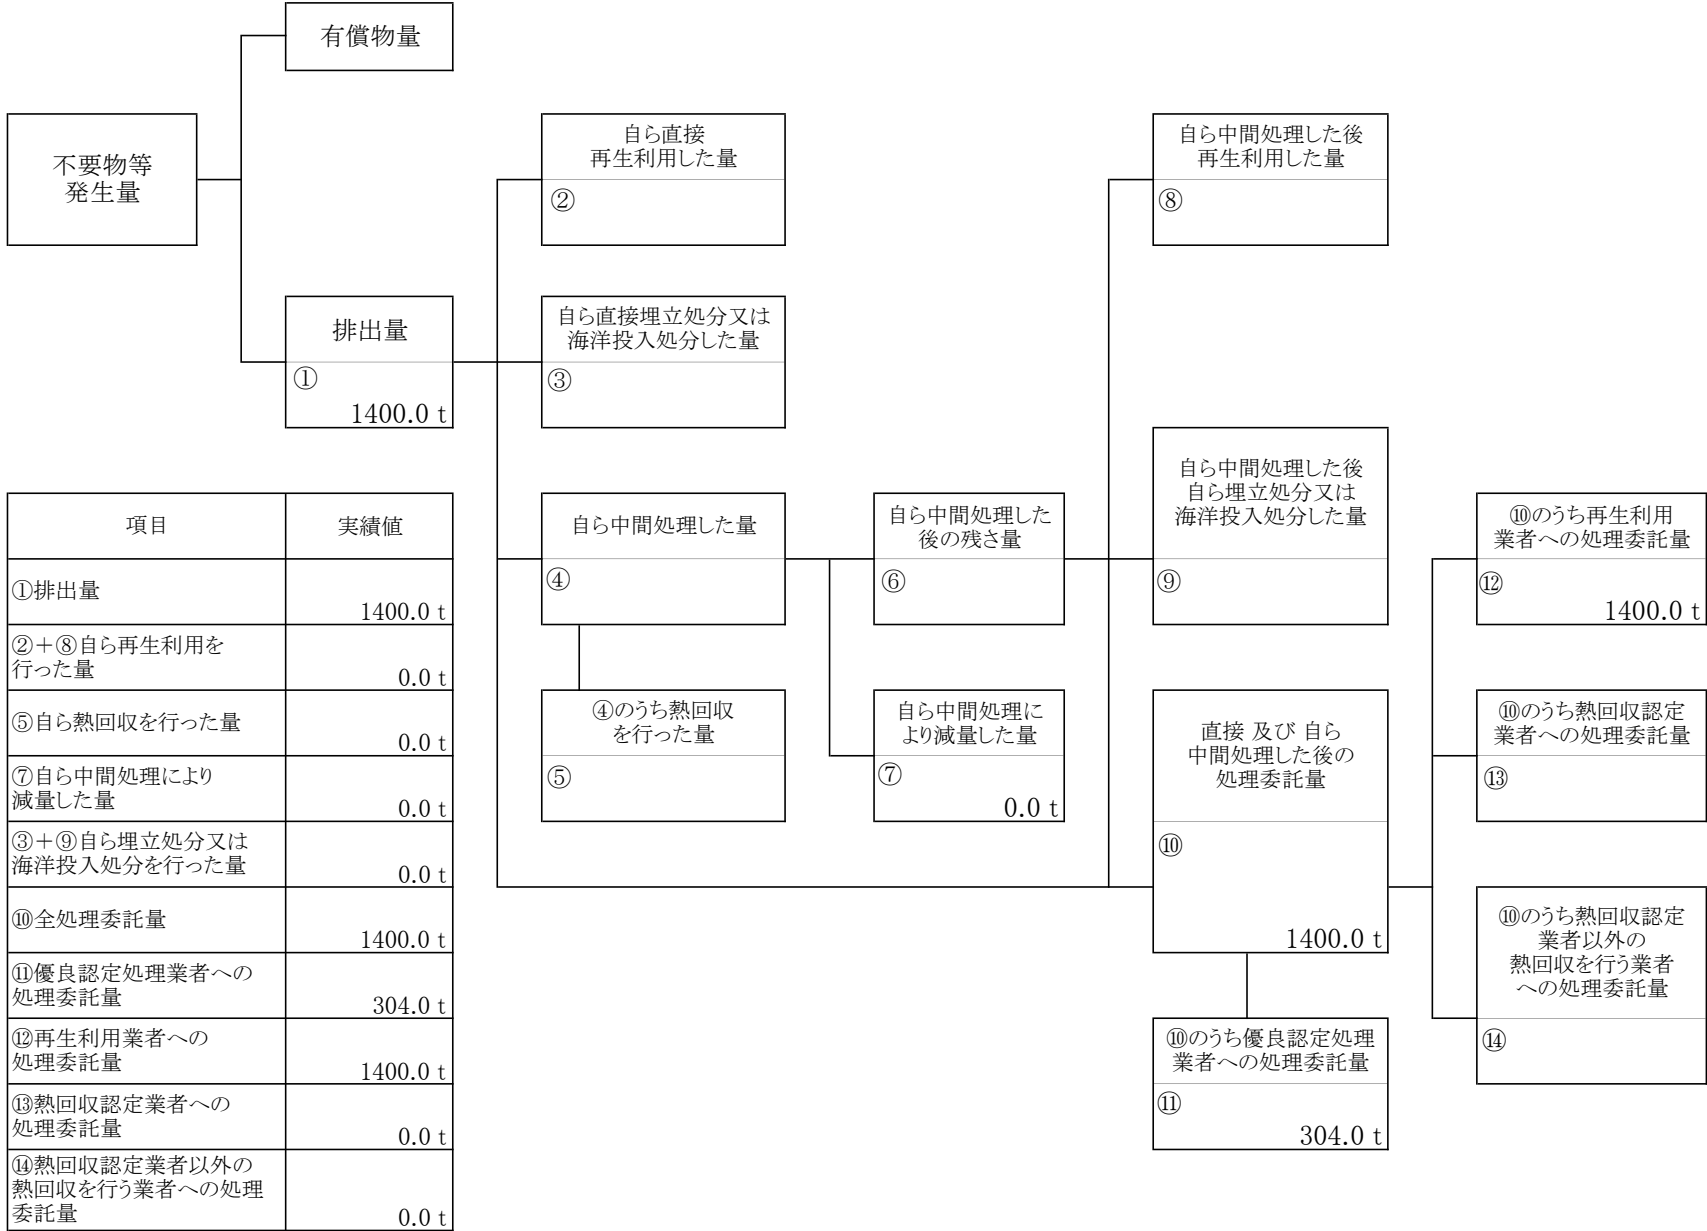 有償物量
不要物等
発生量
自ら直接
再生利用した量
②
自ら中間処理した後
再生利用した量
⑧
排出量
①
1400.0 t
自ら直接埋立処分又は
海洋投入処分した量
③
自ら中間処理した量
④
自ら中間処理した
後の残さ量
⑥
自ら中間処理した後
自ら埋立処分又は
海洋投入処分した量
⑨
⑩のうち再生利用
業者への処理委託量
⑫
1400.0 t
④のうち熱回収
を行った量
⑤
自ら中間処理に
より減量した量
⑦
0.0 t
直接 及び 自ら
中間処理した後の
処理委託量
⑩
1400.0 t
⑩のうち熱回収認定
業者への処理委託量
⑬
⑩のうち熱回収認定
業者以外の
熱回収を行う業者
への処理委託量
⑭
⑩のうち優良認定処理
業者への処理委託量
⑪
304.0 t
項目 実績値
①排出量
1400.0 t
②＋⑧自ら再生利用を
行った量
0.0 t
⑤自ら熱回収を行った量
0.0 t
⑦自ら中間処理により
減量した量
0.0 t
③＋⑨自ら埋立処分又は
海洋投入処分を行った量
0.0 t
⑩全処理委託量
1400.0 t
⑪優良認定処理業者への
処理委託量
304.0 t
⑫再生利用業者への
処理委託量
1400.0 t
⑬熱回収認定業者への
処理委託量
0.0 t
⑭熱回収認定業者以外の
熱回収を行う業者への処理
委託量
0.0 t